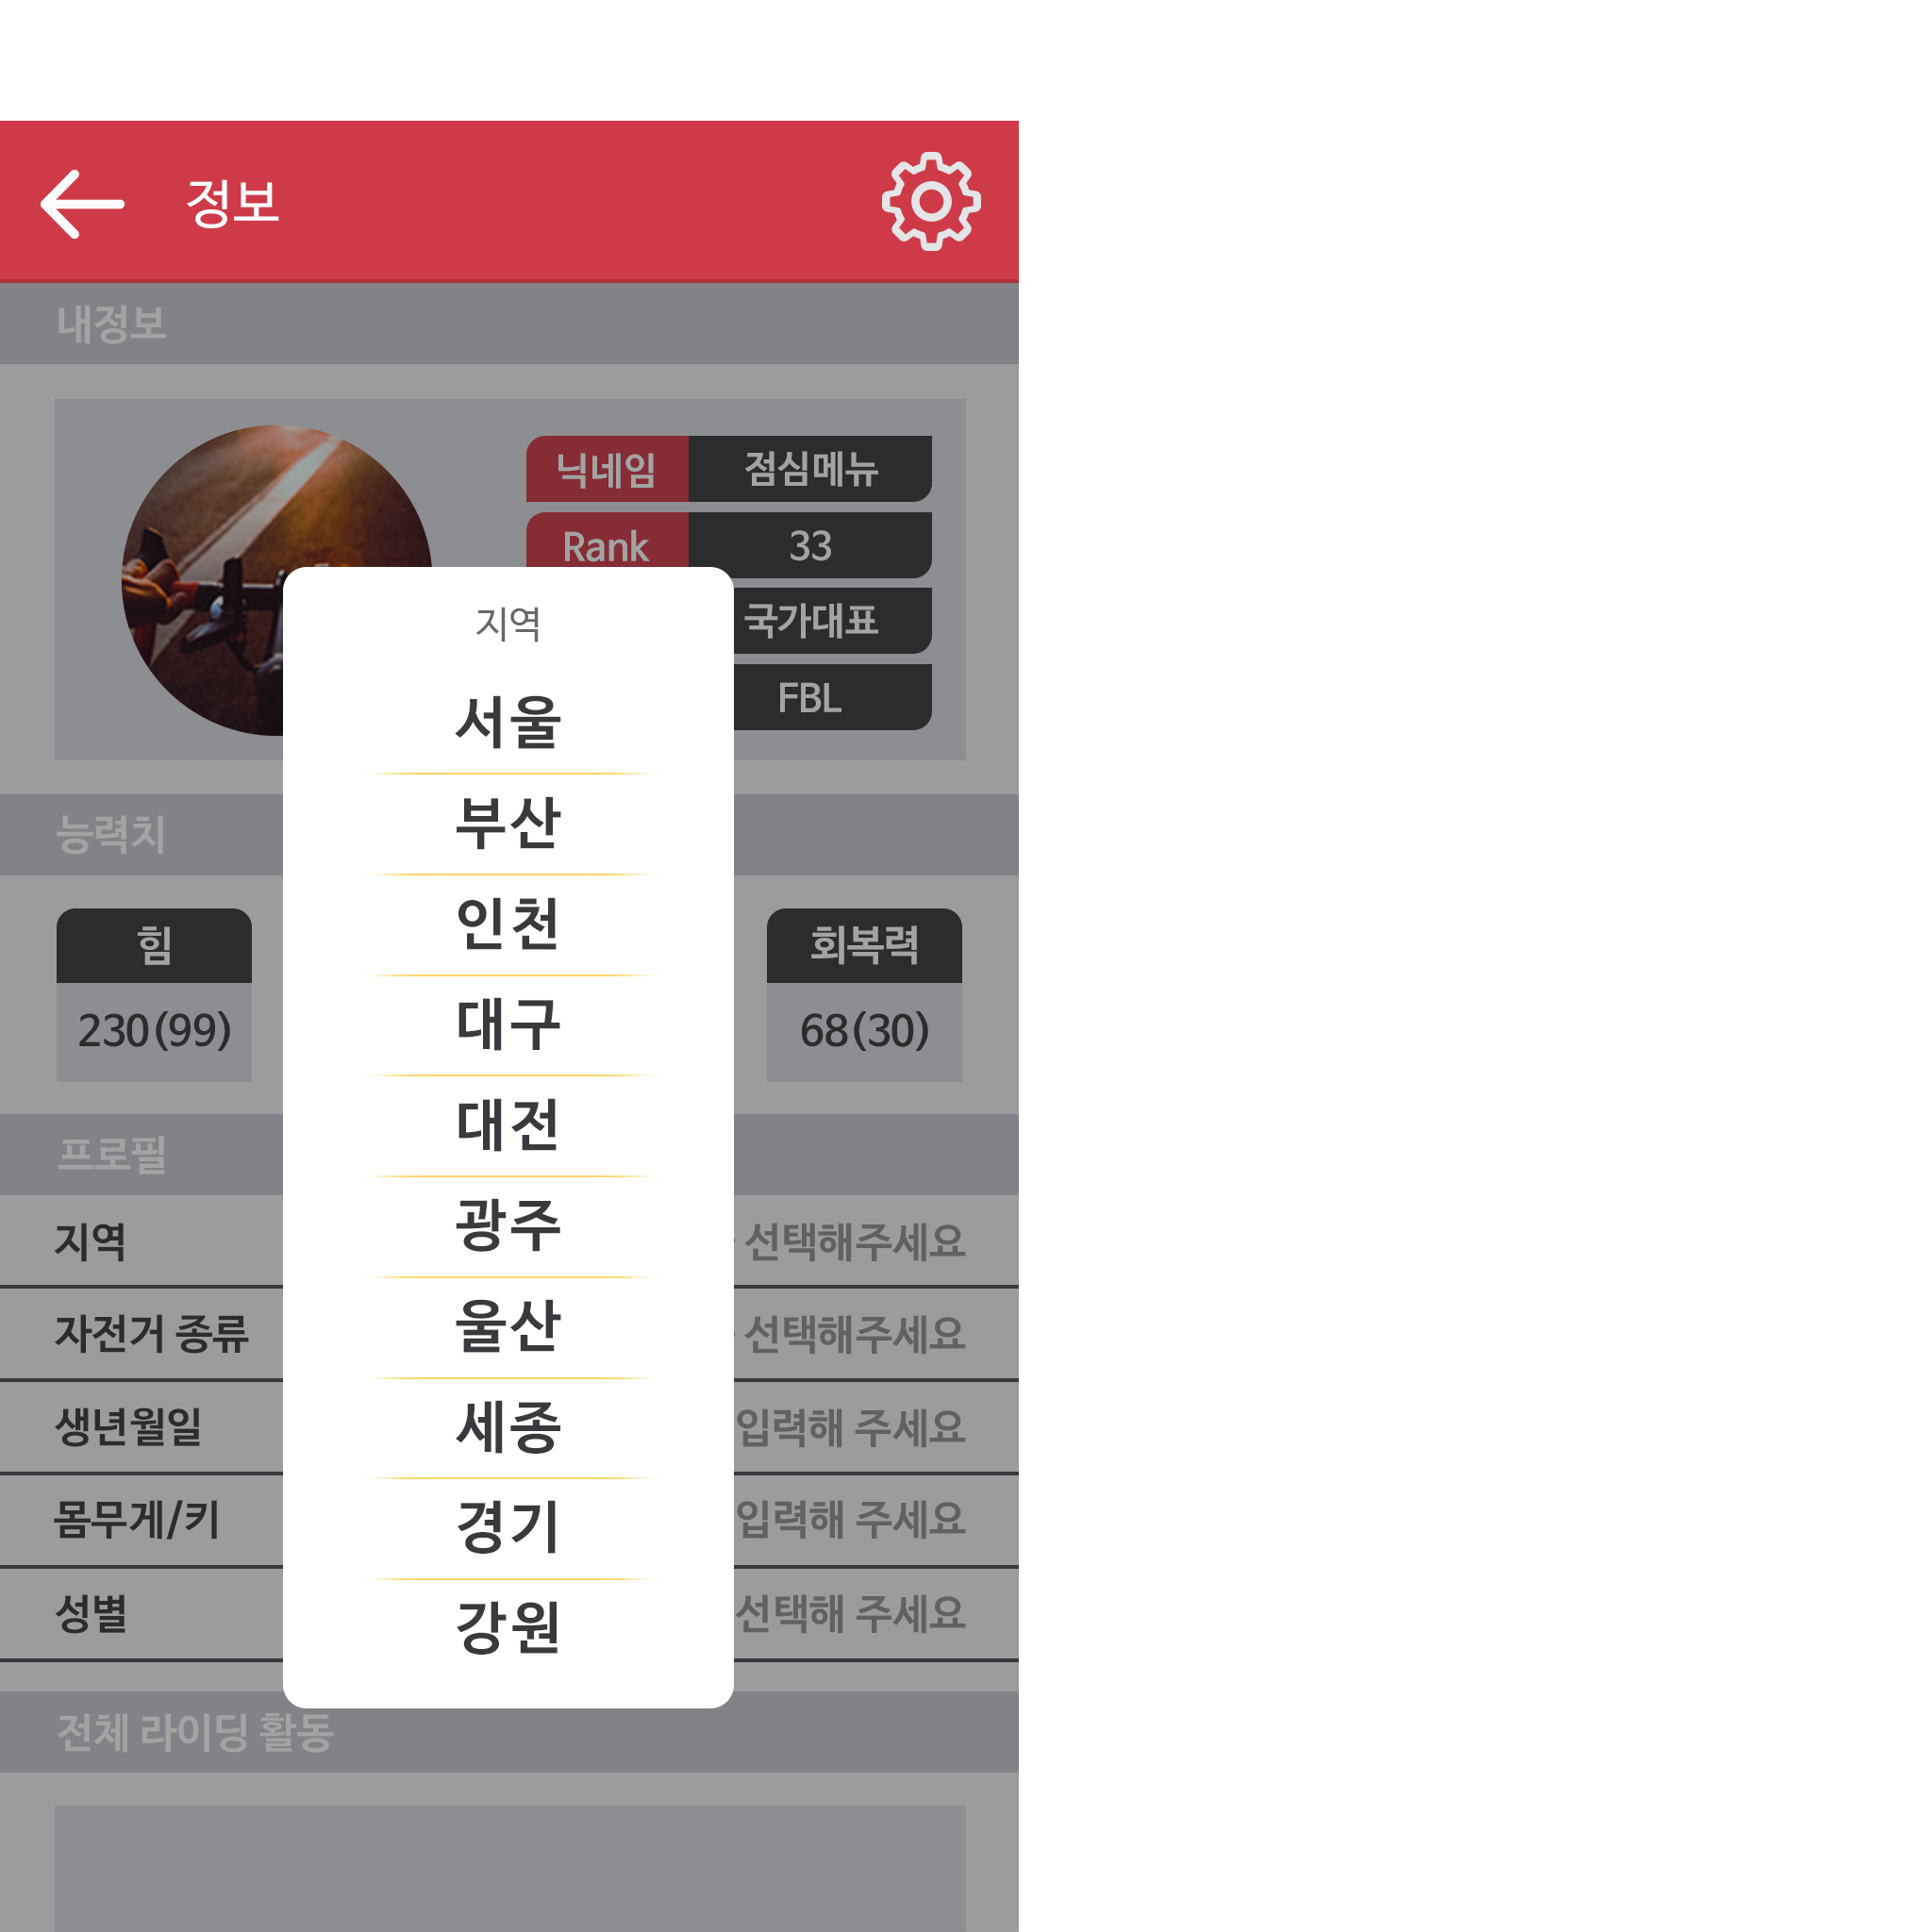 정보
내정보
닉네임 점심메뉴
Rank 33
국가대표
FBL
지역
서울
부산
인천
대구
대전
광주
울산
세종
경기
강원
능력치
힘
230(99)
회복력
68(30)
프로필
지역 선택해주세요
자전거 종류 선택해주세요
생년월일 입력해 주세요
몸무게/키 입력해 주세요
성별 선택해 주세요
전체 라이딩 활동